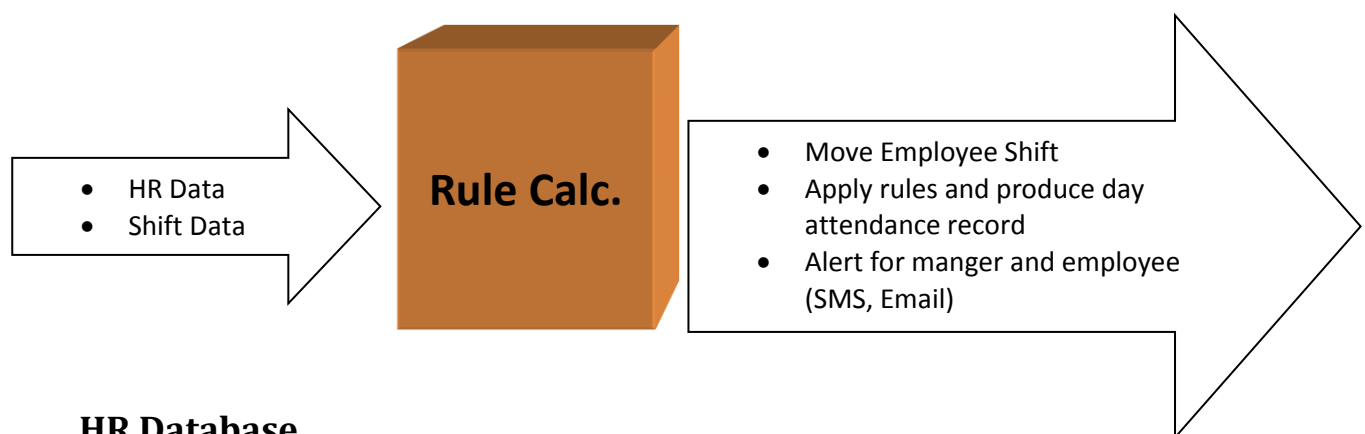 • HR Data
• Shift Data
Rule Calc.
• Move Employee Shift
• Apply rules and produce day
attendance record
• Alert for manger and employee
(SMS, Email)
HR Database